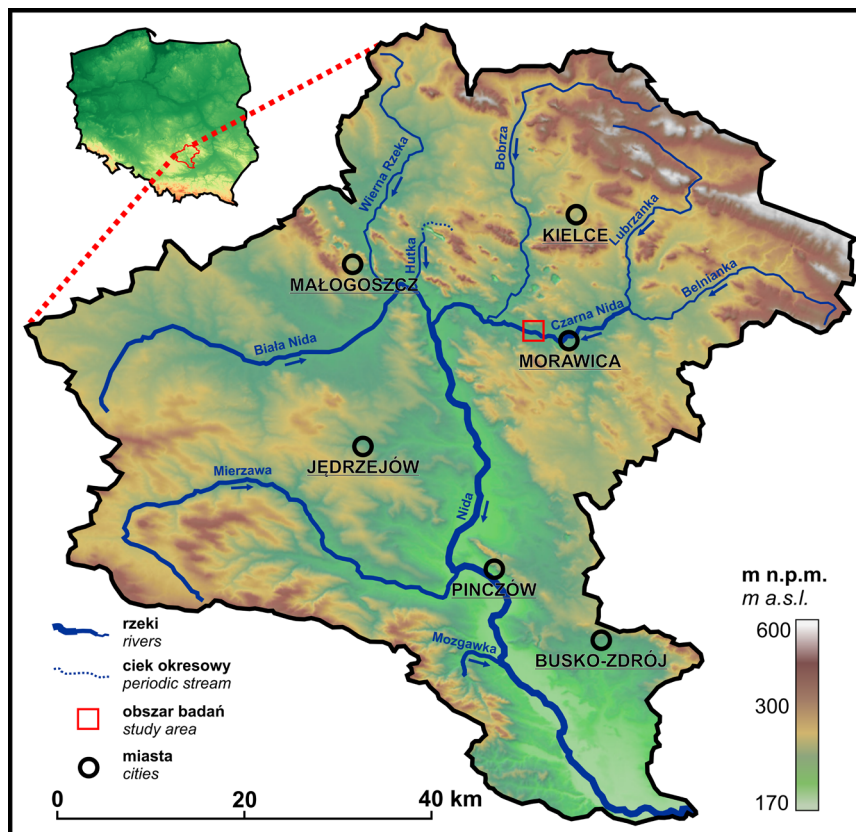 Bobrza
Wierna Rzeka
KIELCE
Lubrzanka
Hutka
MAŁOGOSZCZ
Belnianka
Czarna Nida
Biała Nida
MORAWICA
JĘDRZEJÓW
Mierzawa
Nida
PINCZÓW
Mozgawka
BUSKO-ZDRÓJ
rzeki
rivers
ciek okresowy
periodic stream
obszar badań
study area
miasta
cities
0 20 40 km
m n.p.m.
m a.s.l.
600
300
170